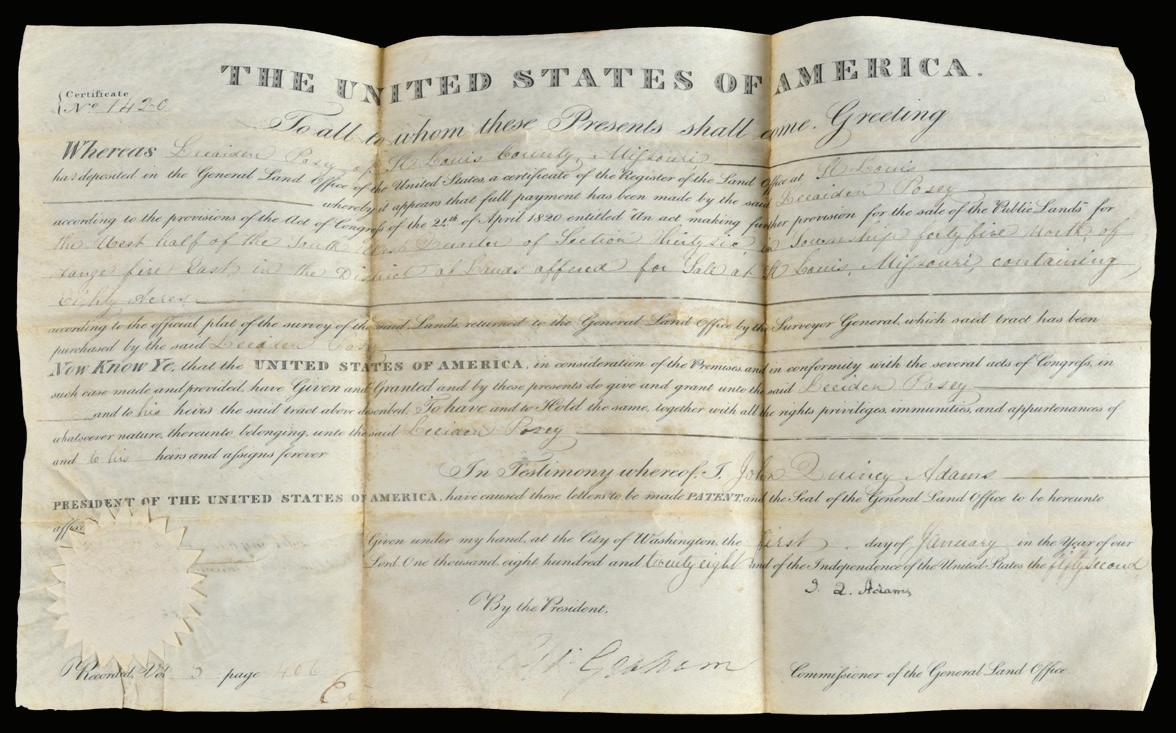 THE UNITED STATES OF AMERICA.
Certificate
No. 1420
To all to whom these Presents shall come, Greeting
Whereas Leaiden Posey of St. Louis County, Missouri
has deposited in the General Land Office of the United States, a certificate of the Register of the Land Office at St. Louis
whereby it appears that full payment has been made by the said Leaiden Posey
according to the provisions of the Act of Congress of the 24th of April 1820 entitled "An act making further provision for the sale of the Public Lands" for
the West half of the South West Quarter of Section thirty six, in Township forty five North of
range five East in the District of Lands offered for Sale at St. Louis, Missouri, containing
Eighty Acres
according to the official plat of the survey of the said Lands, returned to the General Land Office by the Surveyor General, which said tract has been
purchased by the said Leaiden Posey
Now Know Ye, that the UNITED STATES OF AMERICA, in consideration of the Premises, and in conformity with the several acts of Congress, in
such case made and provided, have Given and Granted and by these presents do give and grant unto the said Leaiden Posey
and to his heirs the said tract above described; To have and to Hold the same, together with all the rights privileges, immunities, and appurtenances of
whatsoever nature, thereunto belonging, unto the said Leaiden Posey
and to his heirs and assigns forever
In Testimony whereof, I, John Quincy Adams
PRESIDENT OF THE UNITED STATES OF AMERICA, have caused these letters to be made PATENT, and the Seal of the General Land Office to be hereunto
affixed
Given under my hand, at the City of Washington, the first day of January in the Year of our
Lord One thousand, eight hundred and twenty eight and of the Independence of the United States the fifty second
J. Q. Adams
By the President,
Graham
Commissioner of the General Land Office
Recorded, Vol 3 page 406